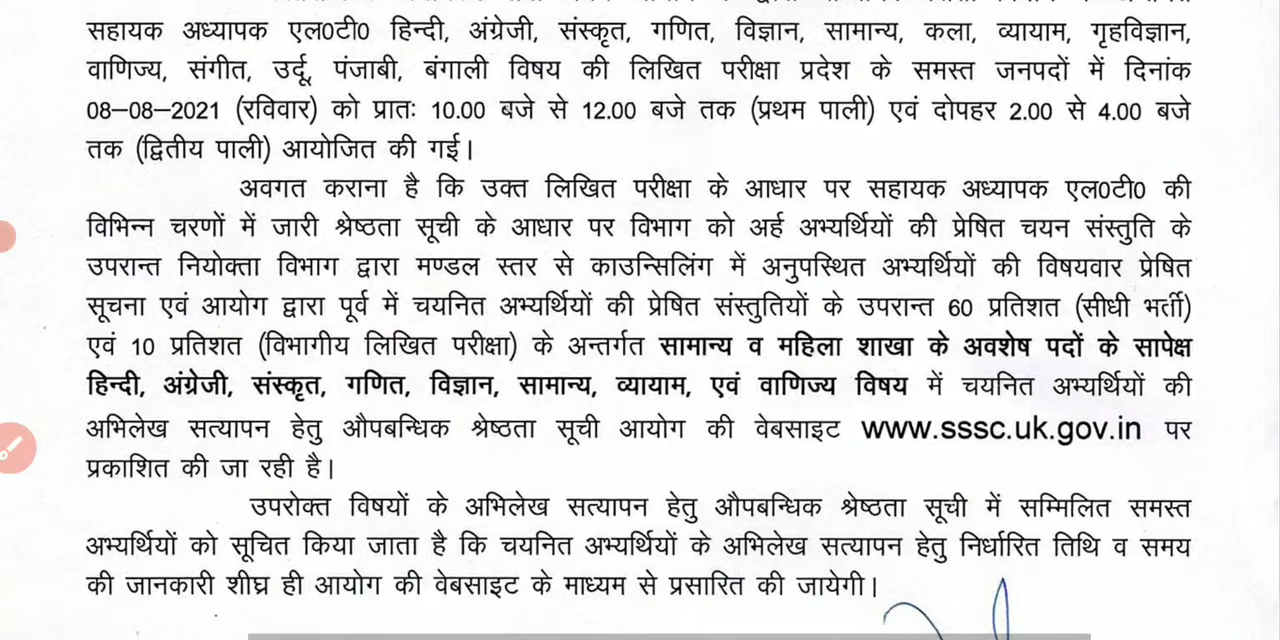 सहायक अध्यापक एल0टी0 हिन्दी, अंग्रेजी, संस्कृत, गणित, विज्ञान, सामान्य, कला, व्यायाम, गृहविज्ञान,
वाणिज्य, संगीत, उर्दू, पंजाबी, बंगाली विषय की लिखित परीक्षा प्रदेश के समस्त जनपदों में दिनांक
08–08–2021 (रविवार) को प्रातः 10.00 बजे से 12.00 बजे तक (प्रथम पाली) एवं दोपहर 2.00 से 4.00 बजे
तक (द्वितीय पाली) आयोजित की गई।
अवगत कराना है कि उक्त लिखित परीक्षा के आधार पर सहायक अध्यापक एल0टी0 की
विभिन्न चरणों में जारी श्रेष्ठता सूची के आधार पर विभाग को अर्ह अभ्यर्थियों की प्रेषित चयन संस्तुति के
उपरान्त नियोक्ता विभाग द्वारा मण्डल स्तर से काउन्सिलिंग में अनुपस्थित अभ्यर्थियों की विषयवार प्रेषित
सूचना एवं आयोग द्वारा पूर्व में चयनित अभ्यर्थियों की प्रेषित संस्तुतियों के उपरान्त 60 प्रतिशत (सीधी भर्ती)
एवं 10 प्रतिशत (विभागीय लिखित परीक्षा) के अन्तर्गत सामान्य व महिला शाखा के अवशेष पदों के सापेक्ष
हिन्दी, अंग्रेजी, संस्कृत, गणित, विज्ञान, सामान्य, व्यायाम, एवं वाणिज्य विषय में चयनित अभ्यर्थियों की
अभिलेख सत्यापन हेतु औपबन्धिक श्रेष्ठता सूची आयोग की वेबसाइट www.sssc.uk.gov.in पर
प्रकाशित की जा रही है।
उपरोक्त विषयों के अभिलेख सत्यापन हेतु औपबन्धिक श्रेष्ठता सूची में सम्मिलित समस्त
अभ्यर्थियों को सूचित किया जाता है कि चयनित अभ्यर्थियों के अभिलेख सत्यापन हेतु निर्धारित तिथि व समय
की जानकारी शीघ्र ही आयोग की वेबसाइट के माध्यम से प्रसारित की जायेगी।